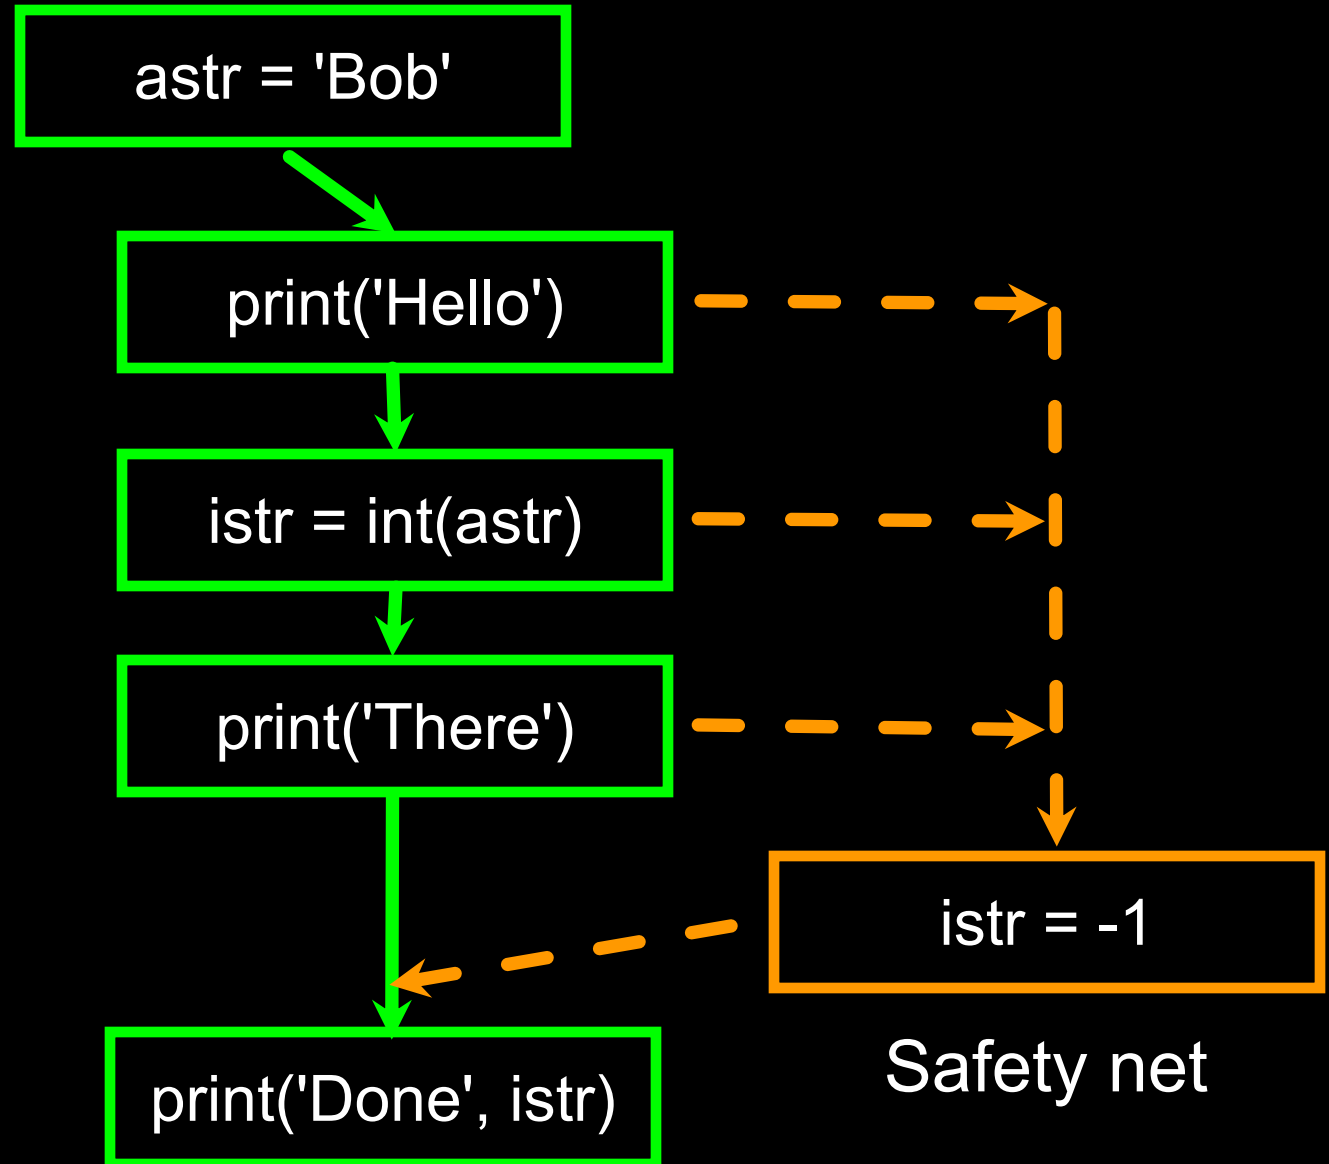 astr = 'Bob'
print('Hello')
istr = int(astr)
print('There')
istr = -1
Safety net
print('Done', istr)